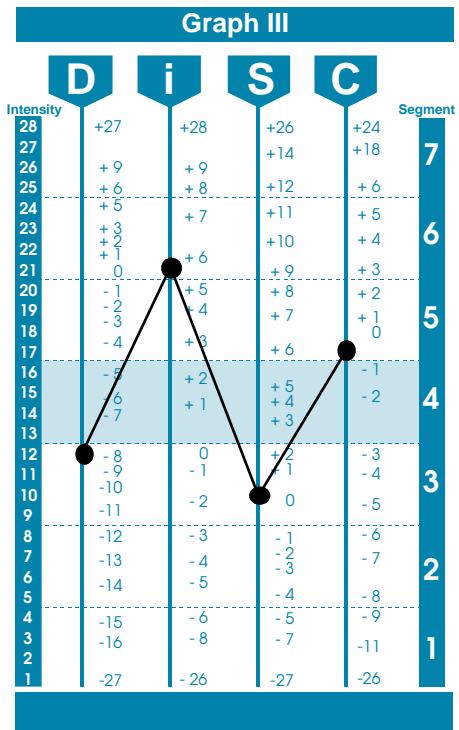 Graph III
D i S C
Intensity Segment
28 +27 +28 +26 +24
27 +14 +18 7
26 + 9 + 9
25 + 6 + 8 +12 + 6
24 + 5 + 7 +11 + 5
23 + 3 6
22 + 2 +10 + 4
+ 1 + 6
21 0 + 9 + 3
20 - 1 + 5 + 8 + 2
19 - 2 + 4 + 7 + 1 5
18 - 3 0
17 - 4 + 3 + 6
16 - 5 + 2 - 1
15 - 6 + 1 + 5 - 2 4
14 - 7 + 4
13 + 3
12 - 8 0 + 2 - 3
11 - 9 - 1 + 1 - 4 3
10 -10 - 2 0 - 5
9 -11
8 -12 - 3 - 1 - 6
7 -13 - 4 - 2 - 7 2
6 -14 - 5 - 3
5 - 4 - 8
4 -15 - 6 - 5 - 9
3 -16 - 8 - 7 -11 1
2
1 -27 - 26 -27 -26